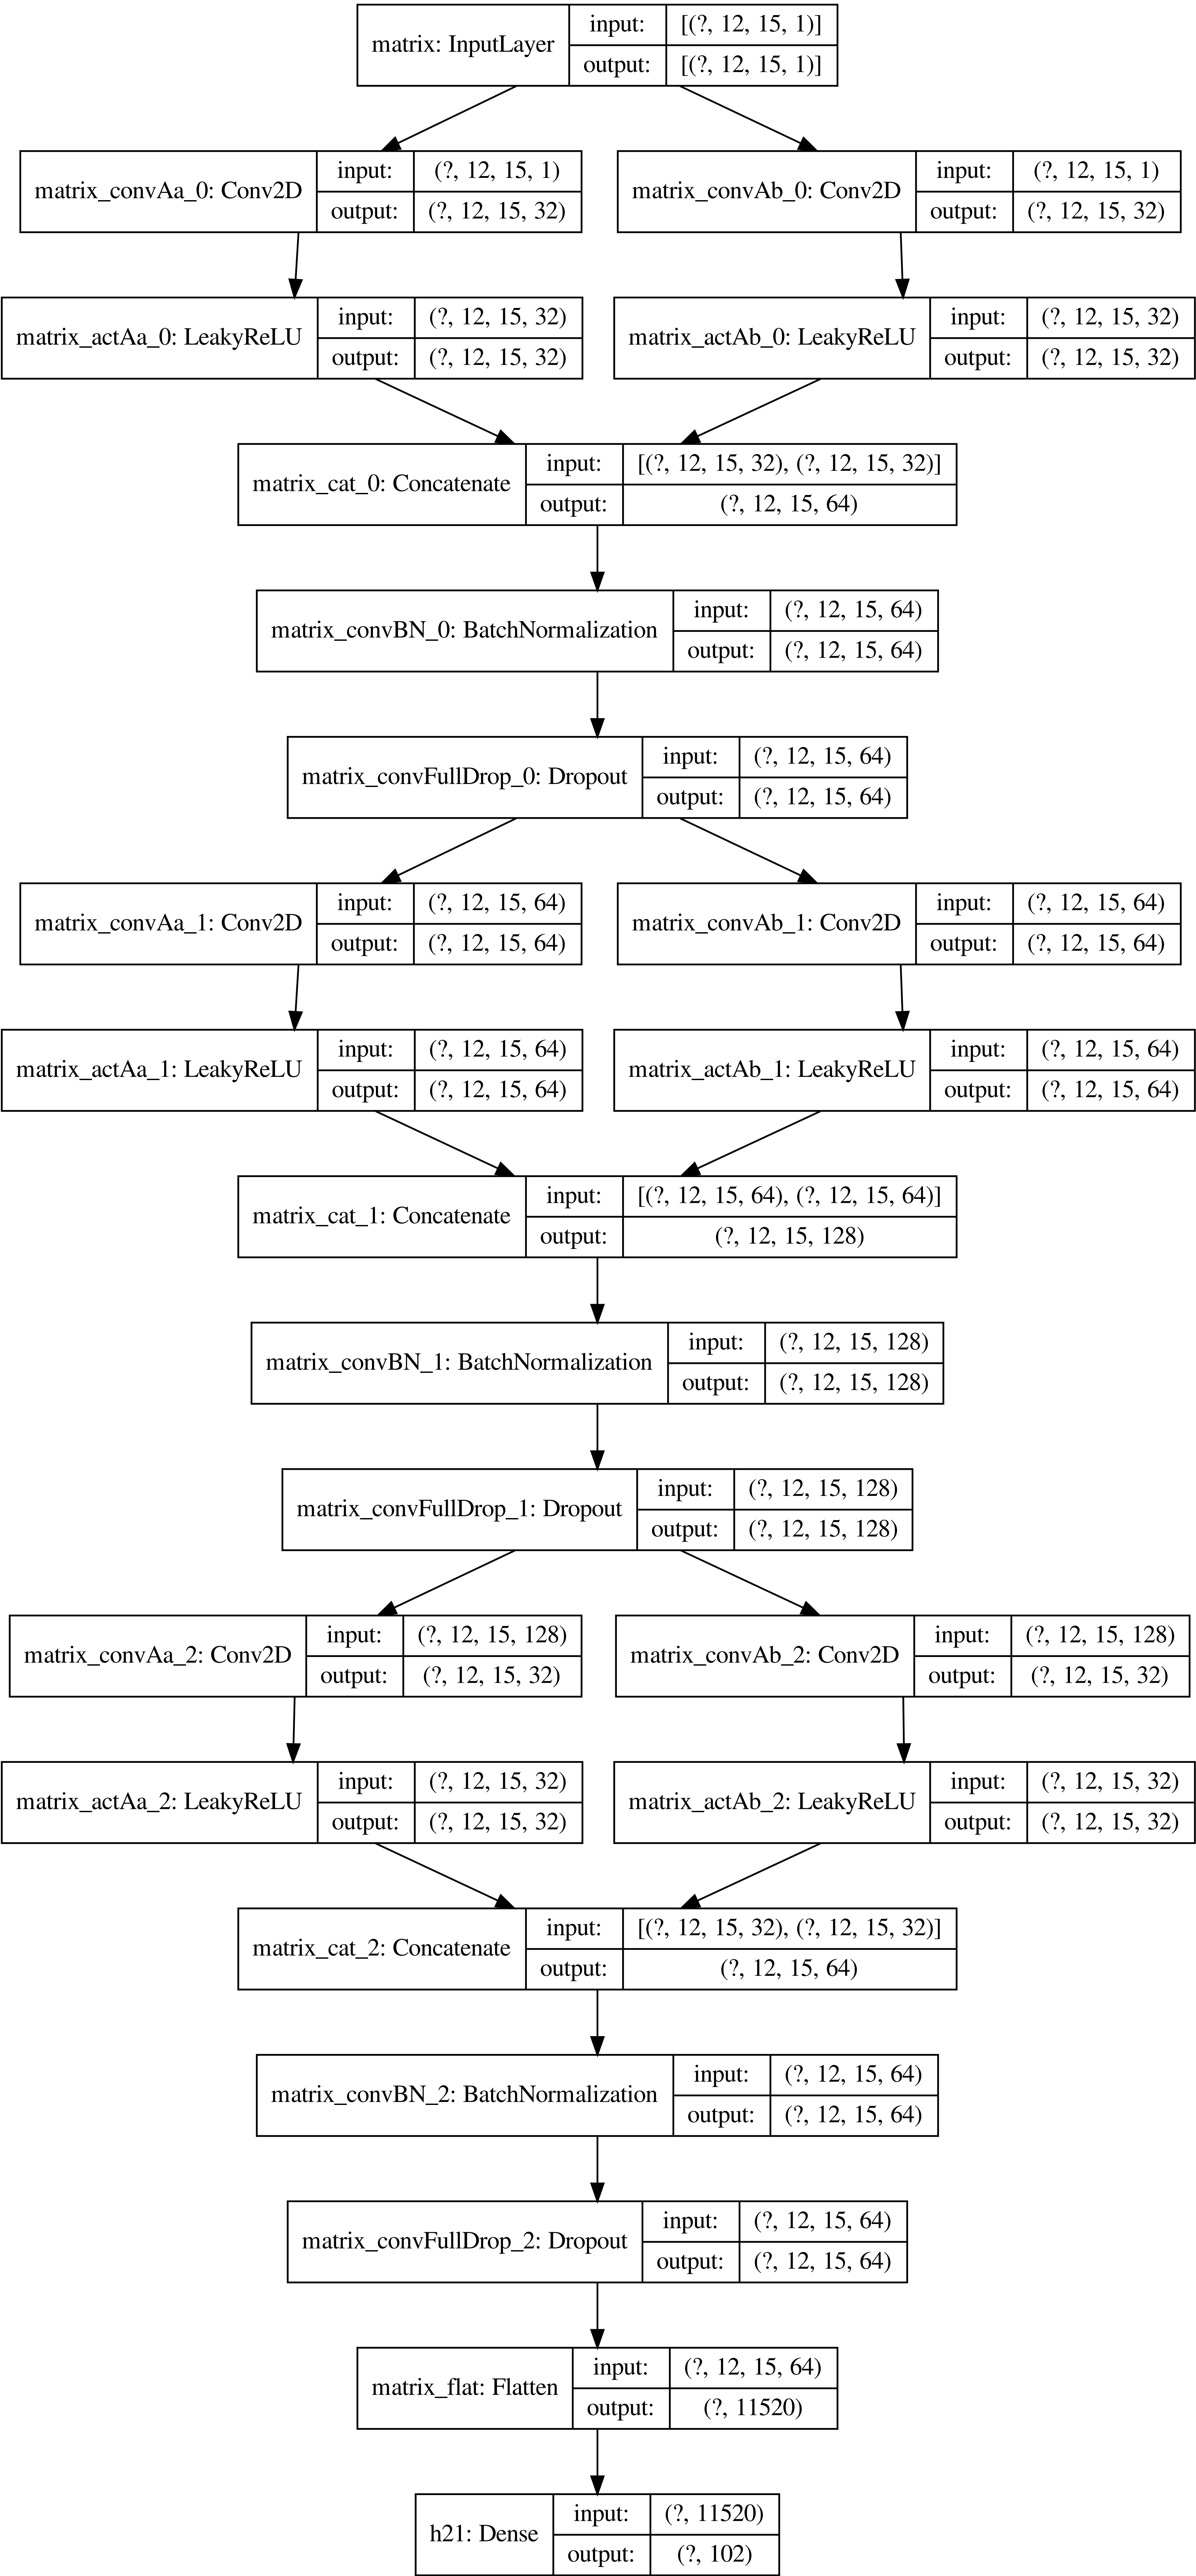 matrix: InputLayer
input: [(?, 12, 15, 1)]
output: [(?, 12, 15, 1)]
matrix_convAa_0: Conv2D
input: (?, 12, 15, 1)
output: (?, 12, 15, 32)
matrix_convAb_0: Conv2D
input: (?, 12, 15, 1)
output: (?, 12, 15, 32)
matrix_actAa_0: LeakyReLU
input: (?, 12, 15, 32)
output: (?, 12, 15, 32)
matrix_actAb_0: LeakyReLU
input: (?, 12, 15, 32)
output: (?, 12, 15, 32)
matrix_cat_0: Concatenate
input: [(?, 12, 15, 32), (?, 12, 15, 32)]
output: (?, 12, 15, 64)
matrix_convBN_0: BatchNormalization
input: (?, 12, 15, 64)
output: (?, 12, 15, 64)
matrix_convFullDrop_0: Dropout
input: (?, 12, 15, 64)
output: (?, 12, 15, 64)
matrix_convAa_1: Conv2D
input: (?, 12, 15, 64)
output: (?, 12, 15, 64)
matrix_convAb_1: Conv2D
input: (?, 12, 15, 64)
output: (?, 12, 15, 64)
matrix_actAa_1: LeakyReLU
input: (?, 12, 15, 64)
output: (?, 12, 15, 64)
matrix_actAb_1: LeakyReLU
input: (?, 12, 15, 64)
output: (?, 12, 15, 64)
matrix_cat_1: Concatenate
input: [(?, 12, 15, 64), (?, 12, 15, 64)]
output: (?, 12, 15, 128)
matrix_convBN_1: BatchNormalization
input: (?, 12, 15, 128)
output: (?, 12, 15, 128)
matrix_convFullDrop_1: Dropout
input: (?, 12, 15, 128)
output: (?, 12, 15, 128)
matrix_convAa_2: Conv2D
input: (?, 12, 15, 128)
output: (?, 12, 15, 32)
matrix_convAb_2: Conv2D
input: (?, 12, 15, 128)
output: (?, 12, 15, 32)
matrix_actAa_2: LeakyReLU
input: (?, 12, 15, 32)
output: (?, 12, 15, 32)
matrix_actAb_2: LeakyReLU
input: (?, 12, 15, 32)
output: (?, 12, 15, 32)
matrix_cat_2: Concatenate
input: [(?, 12, 15, 32), (?, 12, 15, 32)]
output: (?, 12, 15, 64)
matrix_convBN_2: BatchNormalization
input: (?, 12, 15, 64)
output: (?, 12, 15, 64)
matrix_convFullDrop_2: Dropout
input: (?, 12, 15, 64)
output: (?, 12, 15, 64)
matrix_flat: Flatten
input: (?, 12, 15, 64)
output: (?, 11520)
h21: Dense
input: (?, 11520)
output: (?, 102)